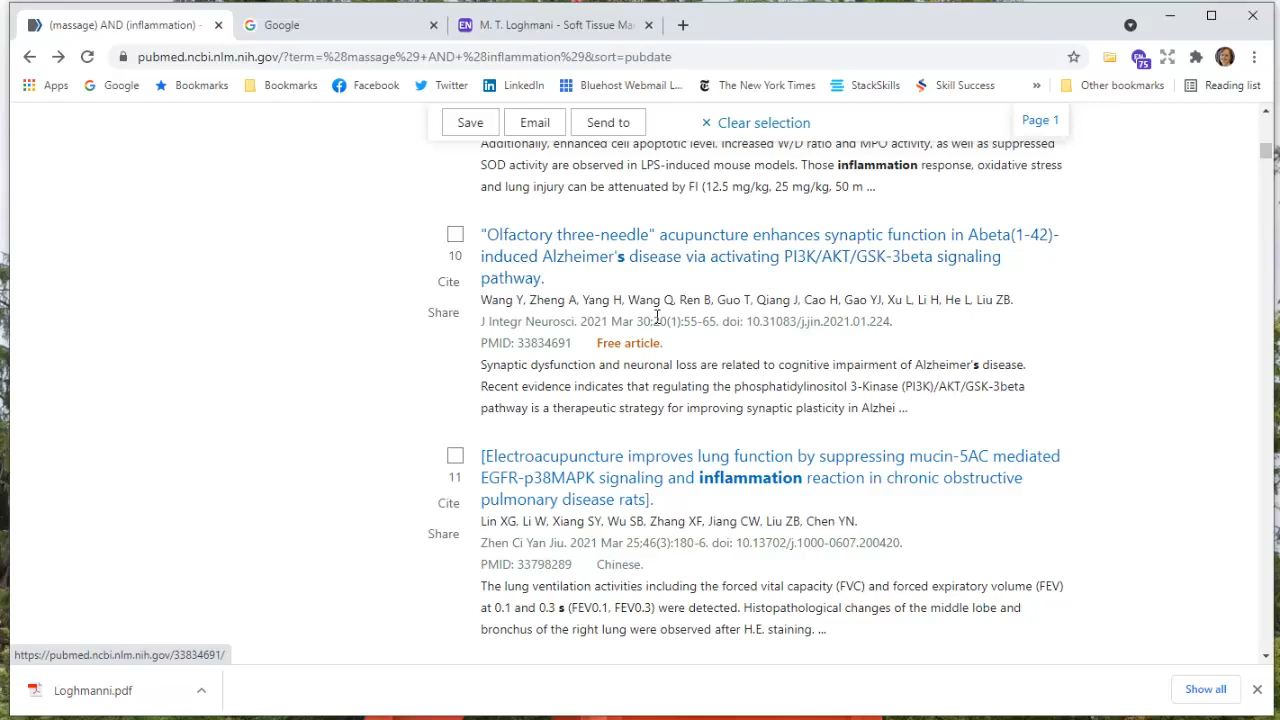 (massage) AND (inflammation) -
Google
EN M. T. Loghmani - Soft Tissue Ma
pubmed.ncbi.nlm.nih.gov/?term=%28massage%29+AND+%28inflammation%29&sort=pubdate
EN 75
Apps Google Bookmarks Bookmarks Facebook Twitter LinkedIn Bluehost Webmail L... The New York Times StackSkills Skill Success » Other bookmarks Reading list
Save Email Send to × Clear selection Page 1
Additionally, enhanced cell apoptotic level, increased W/D ratio and MPO activity, as well as suppressed
SOD activity are observed in LPS-induced mouse models. Those inflammation response, oxidative stress
and lung injury can be attenuated by FI (12.5 mg/kg, 25 mg/kg, 50 m ...
"Olfactory three-needle" acupuncture enhances synaptic function in Abeta(1-42)-
10 induced Alzheimer's disease via activating PI3K/AKT/GSK-3beta signaling
Cite pathway.
Wang Y, Zheng A, Yang H, Wang Q, Ren B, Guo T, Qiang J, Cao H, Gao YJ, Xu L, Li H, He L, Liu ZB.
Share
J Integr Neurosci. 2021 Mar 30;20(1):55-65. doi: 10.31083/j.jin.2021.01.224.
PMID: 33834691 Free article.
Synaptic dysfunction and neuronal loss are related to cognitive impairment of Alzheimer's disease.
Recent evidence indicates that regulating the phosphatidylinositol 3-Kinase (PI3K)/AKT/GSK-3beta
pathway is a therapeutic strategy for improving synaptic plasticity in Alzhei ...
[Electroacupuncture improves lung function by suppressing mucin-5AC mediated
11 EGFR-p38MAPK signaling and inflammation reaction in chronic obstructive
Cite pulmonary disease rats].
Lin XG, Li W, Xiang SY, Wu SB, Zhang XF, Jiang CW, Liu ZB, Chen YN.
Share
Zhen Ci Yan Jiu. 2021 Mar 25;46(3):180-6. doi: 10.13702/j.1000-0607.200420.
PMID: 33798289 Chinese.
The lung ventilation activities including the forced vital capacity (FVC) and forced expiratory volume (FEV)
at 0.1 and 0.3 s (FEV0.1, FEV0.3) were detected. Histopathological changes of the middle lobe and
bronchus of the right lung were observed after H.E. staining. ...
https://pubmed.ncbi.nlm.nih.gov/33834691/
Loghmanni.pdf
Show all